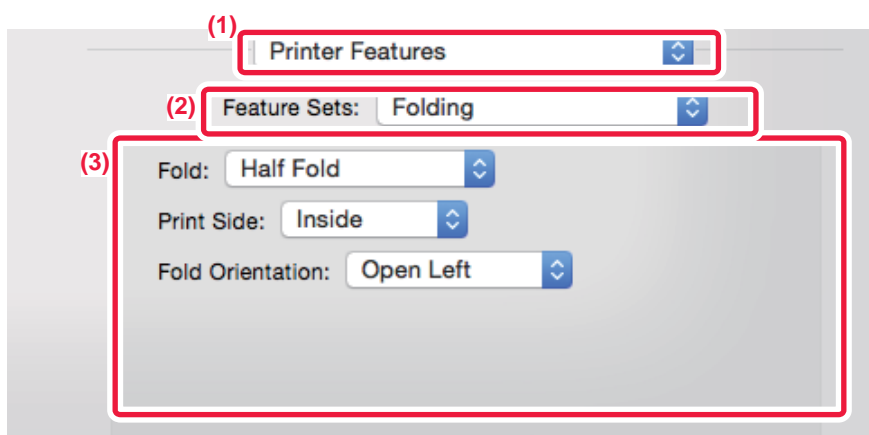 (1)
Printer Features
(2) Feature Sets: Folding
(3)
Fold: Half Fold
Print Side: Inside
Fold Orientation: Open Left